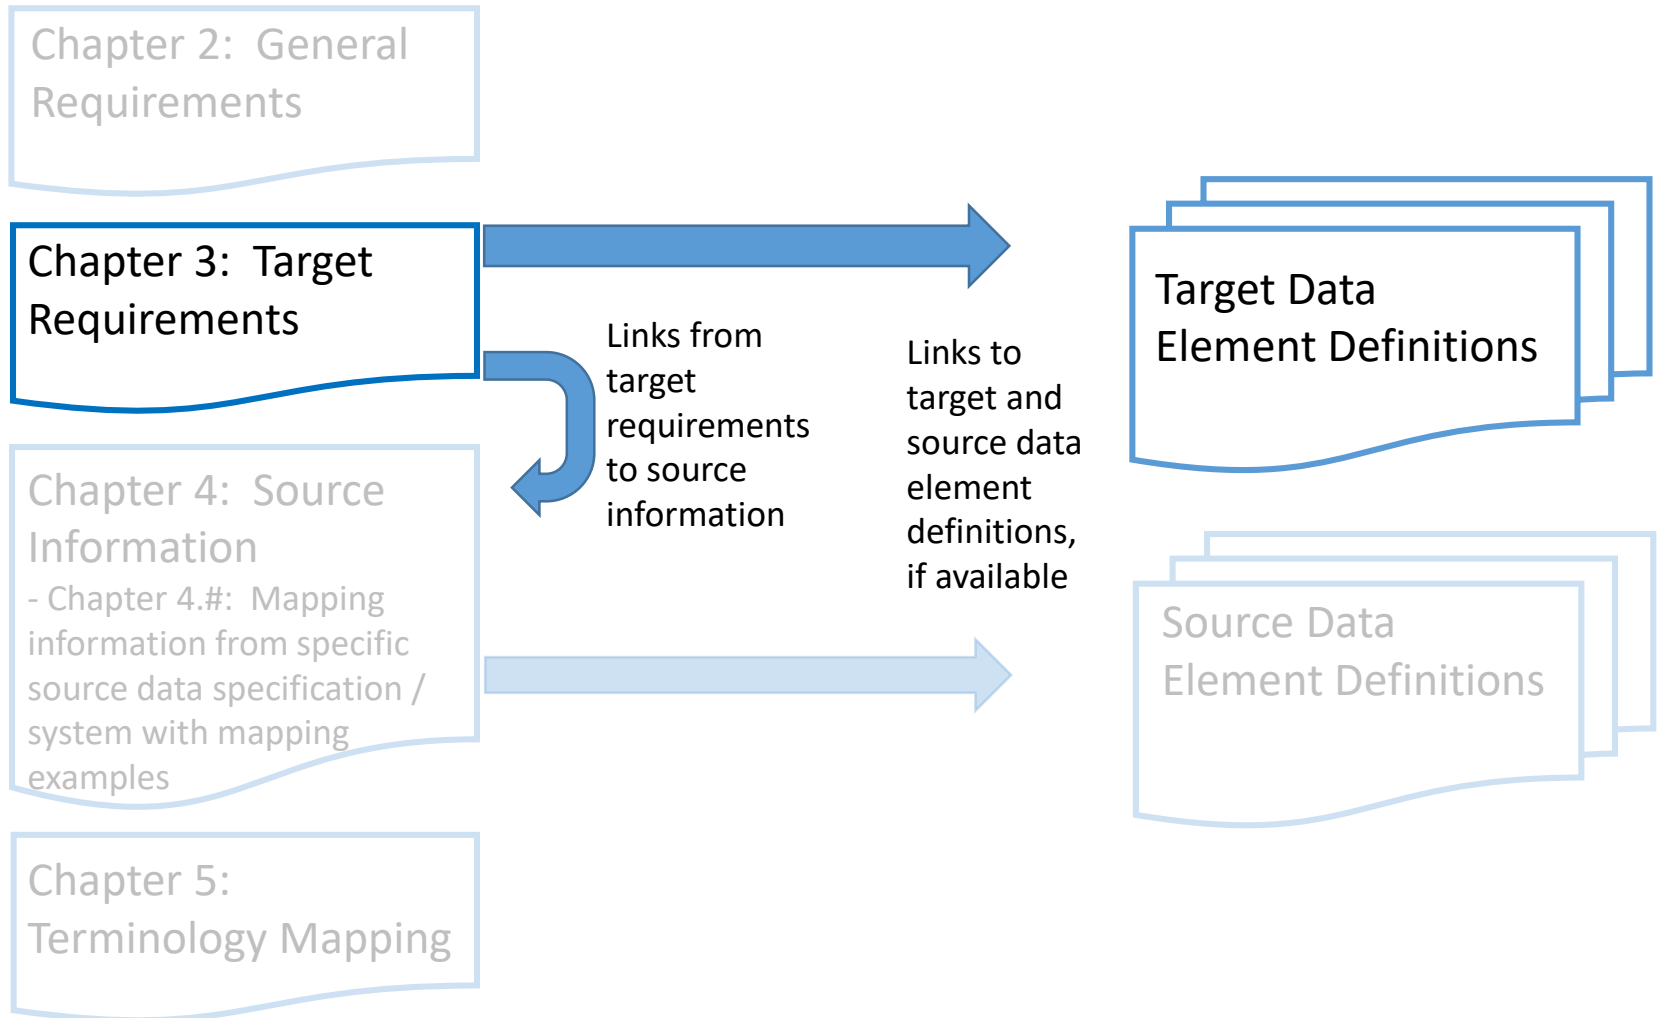 Chapter 2:  General
Requirements
Chapter 3:  Target
Requirements
Links from
target
requirements
to source
information
Links to
target and
source data
element
definitions,
if available
Target Data
Element Definitions
Chapter 4:  Source
Information
- Chapter 4.#:  Mapping
information from specific
source data specification /
system with mapping
examples
Source Data
Element Definitions
Chapter 5:
Terminology Mapping